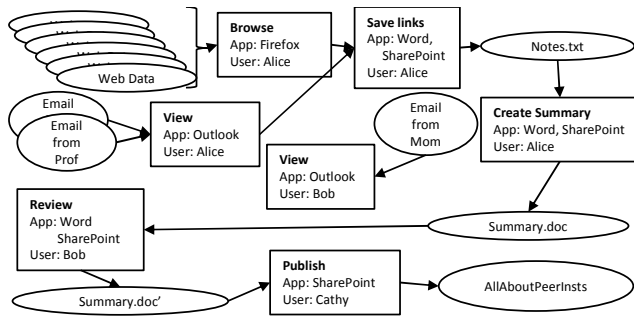 Web Data
Browse
App: Firefox
User: Alice
Save links
App: Word,
SharePoint
User: Alice
Notes.txt
Email
Email
from
Prof
View
App: Outlook
User: Alice
Email
from
Mom
Create Summary
App: Word, SharePoint
User: Alice
View
App: Outlook
User: Bob
Review
App: Word
SharePoint
User: Bob
Summary.doc
Summary.doc’
Publish
App: SharePoint
User: Cathy
AllAboutPeerInsts